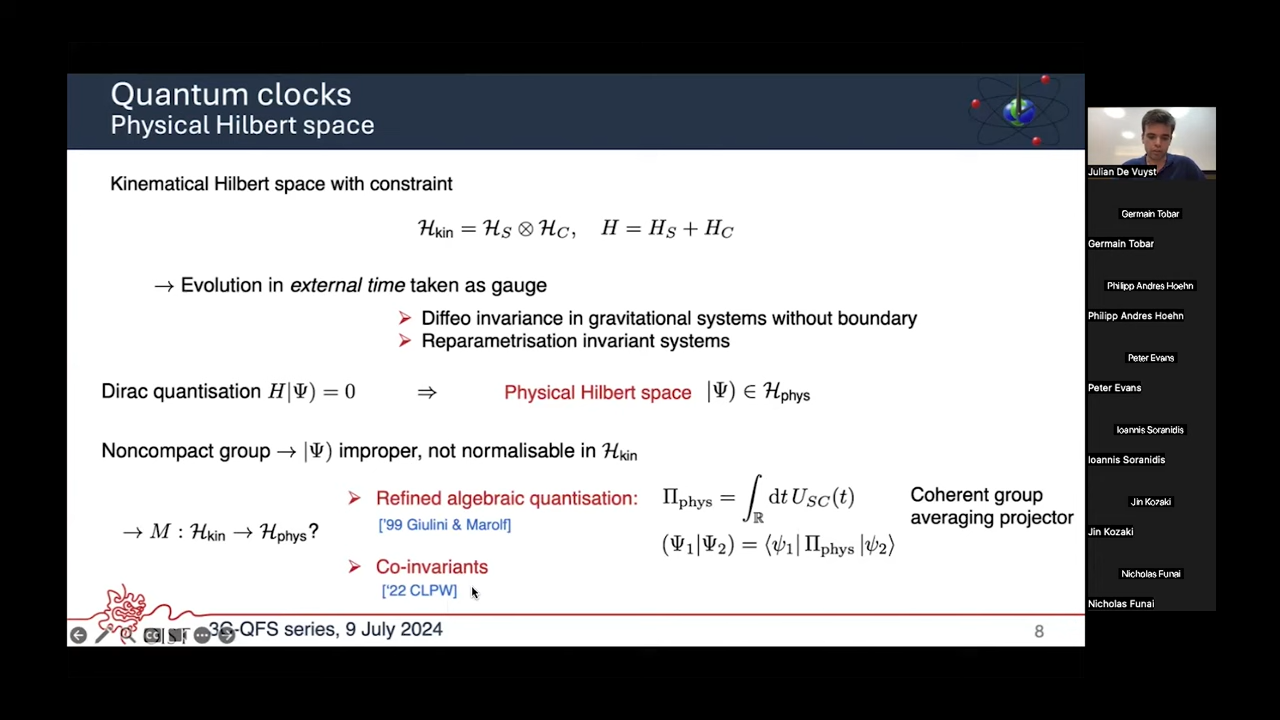 Quantum clocks
Physical Hilbert space
Kinematical Hilbert space with constraint
ℋ_kin = ℋ_S ⊗ ℋ_C, H = H_S + H_C
→ Evolution in external time taken as gauge
➢ Diffeo invariance in gravitational systems without boundary
➢ Reparametrisation invariant systems
Dirac quantisation H|Ψ) = 0 ⇒ Physical Hilbert space |Ψ) ∈ ℋ_phys
Noncompact group → |Ψ) improper, not normalisable in ℋ_kin
→ M : ℋ_kin → ℋ_phys?
➢ Refined algebraic quantisation:
['99 Giulini & Marolf]
➢ Co-invariants
['22 CLPW]
Π_phys = ∫_ℝ dt U_SC(t)
(Ψ_1|Ψ_2) = ⟨ψ_1| Π_phys |ψ_2⟩
Coherent group
averaging projector
QFS series, 9 July 2024
8
Julian De Vuyst
Germain Tobar
Germain Tobar
Philipp Andres Hoehn
Philipp Andres Hoehn
Peter Evans
Peter Evans
Ioannis Soranidis
Ioannis Soranidis
Jin Kozaki
Jin Kozaki
Nicholas Funai
Nicholas Funai